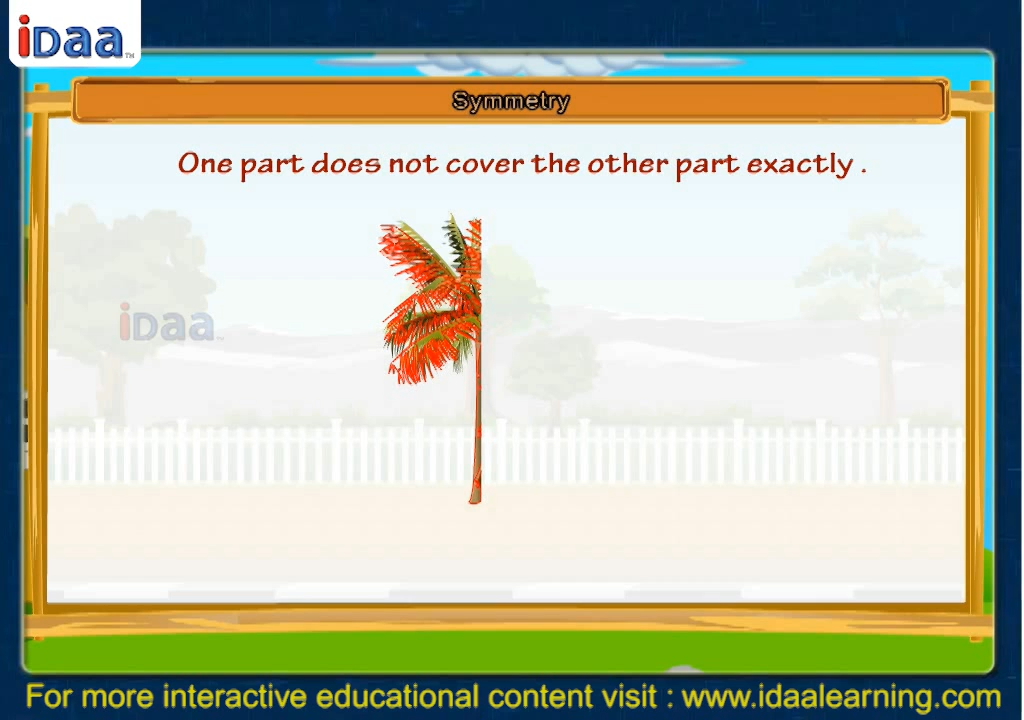 iDaa TM
Symmetry
One part does not cover the other part exactly .
iDaa
For more interactive educational content visit : www.idaalearning.com